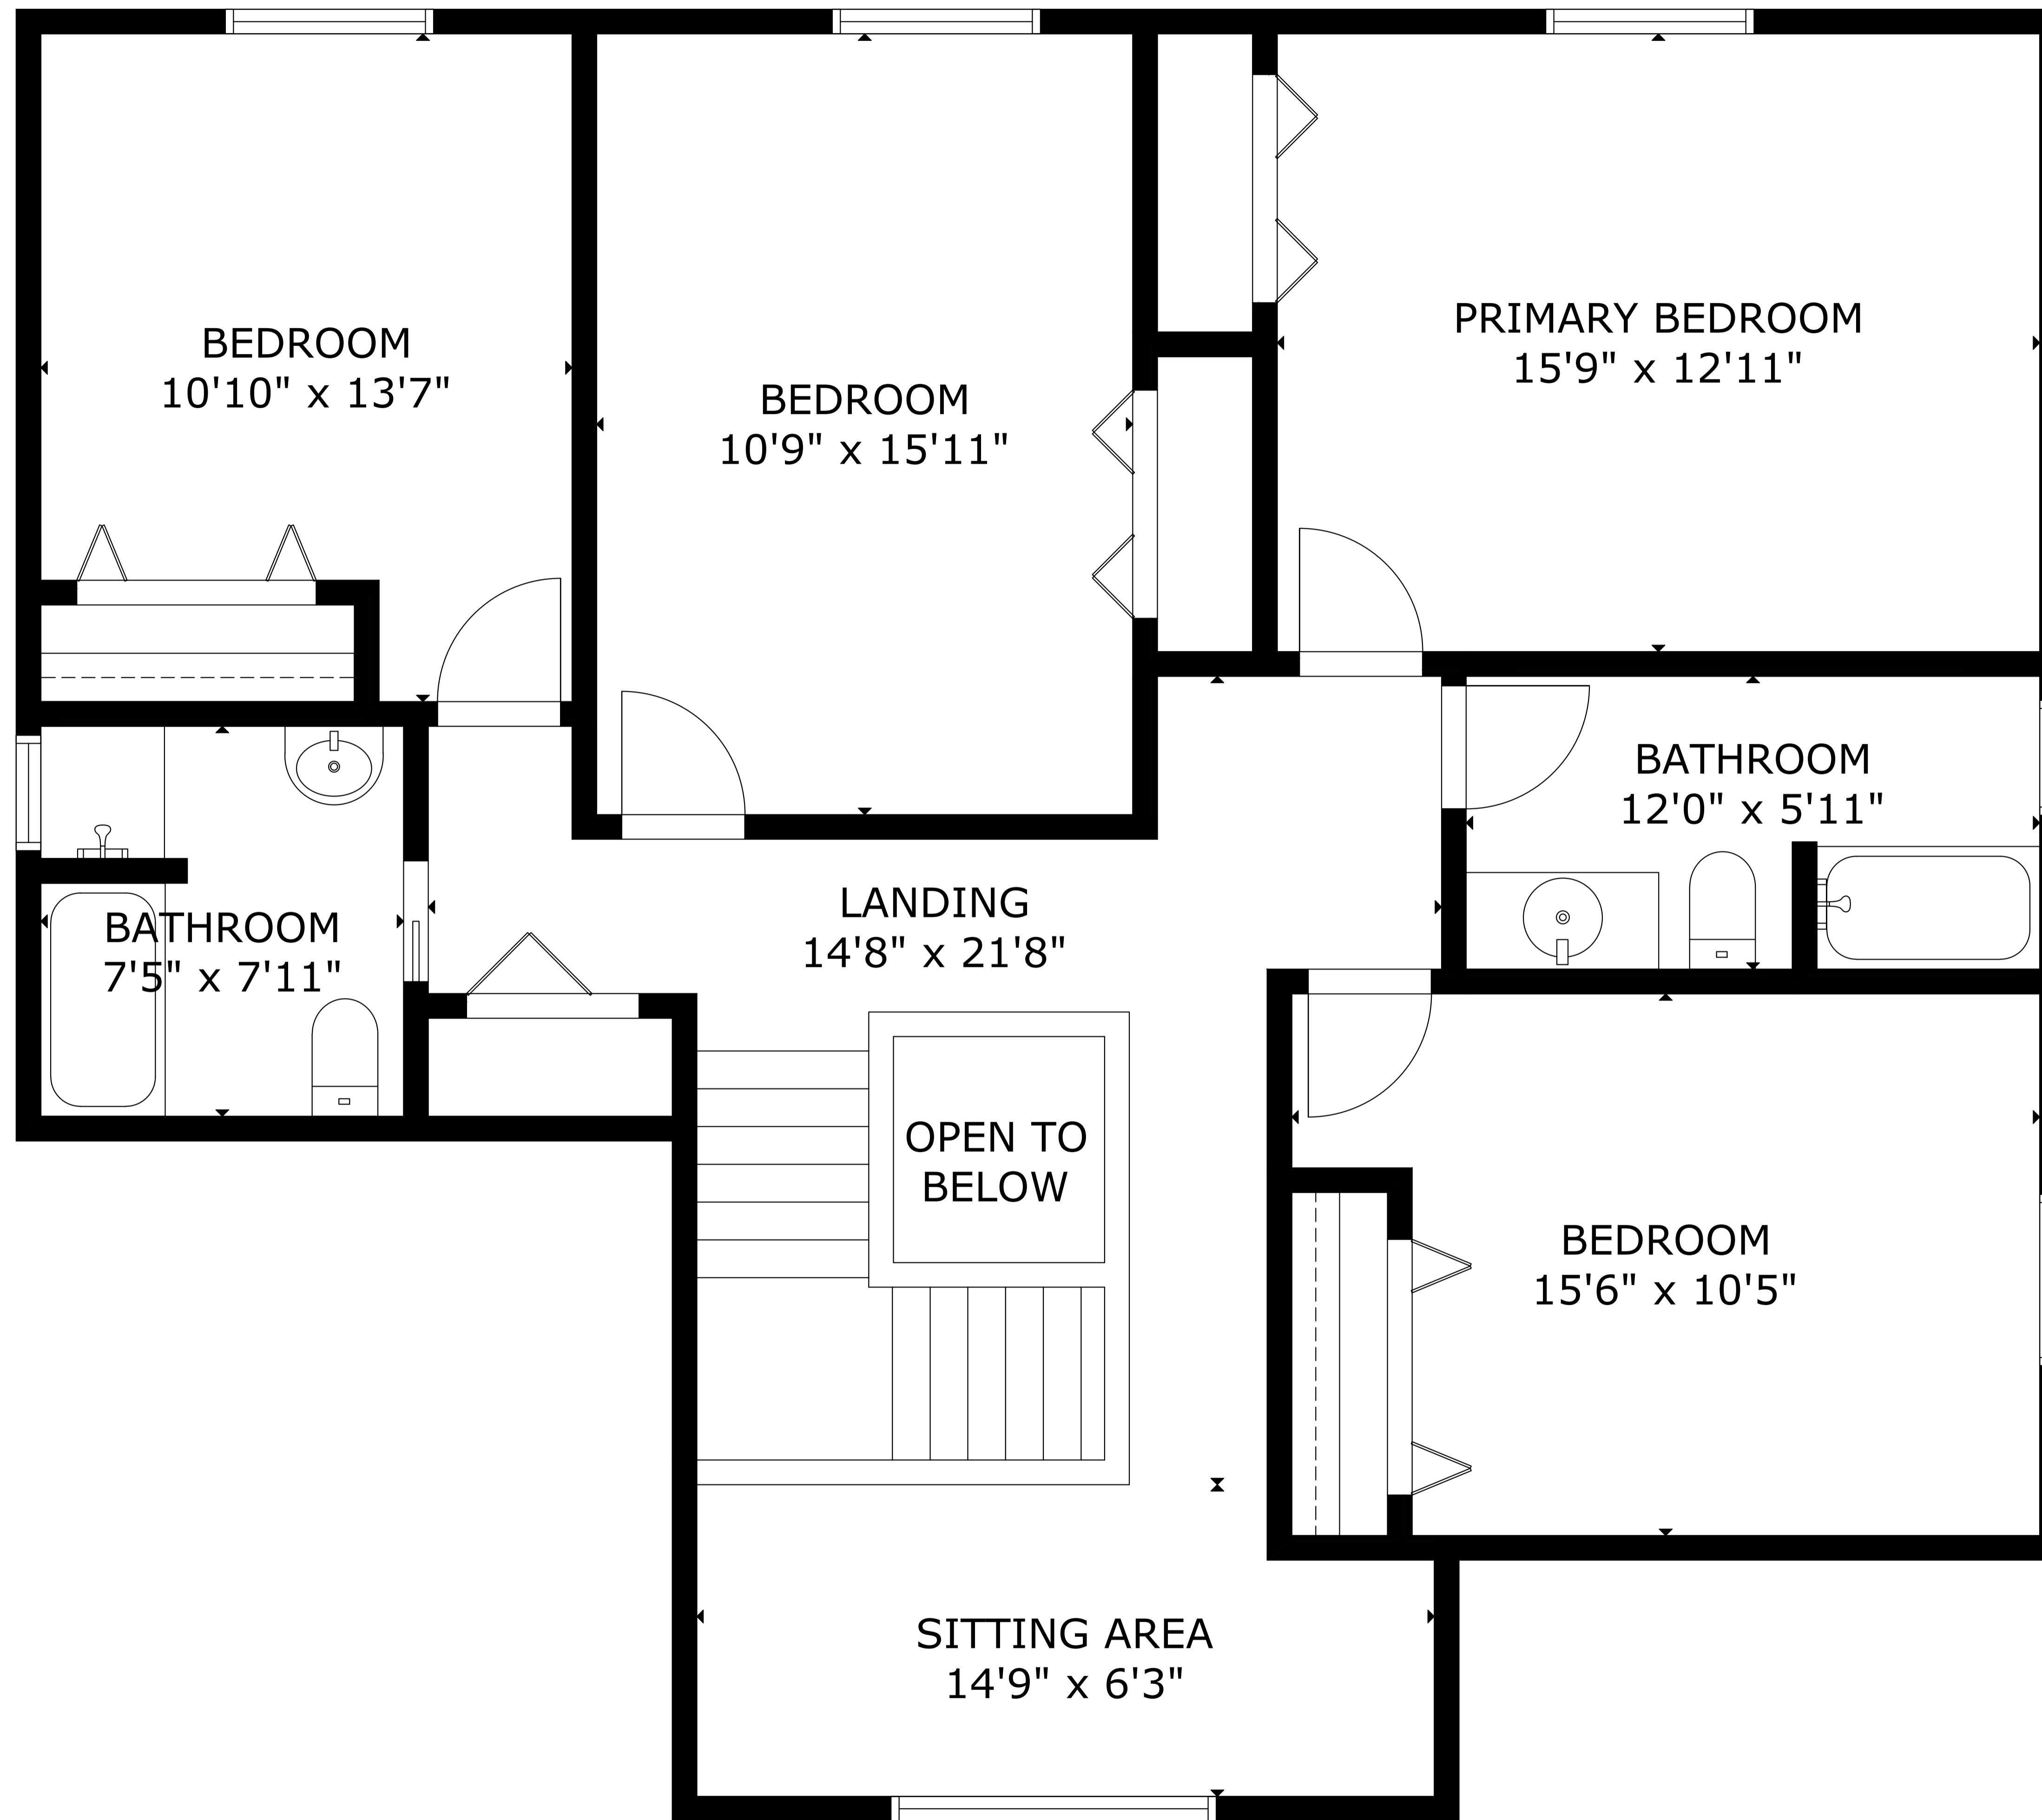 BEDROOM
10'10" x 13'7"
BEDROOM
10'9" x 15'11"
PRIMARY BEDROOM
15'9" x 12'11"
BATHROOM
12'0" x 5'11"
LANDING
14'8" x 21'8"
BATHROOM
7'5" x 7'11"
OPEN TO
BELOW
BEDROOM
15'6" x 10'5"
SITTING AREA
14'9" x 6'3"